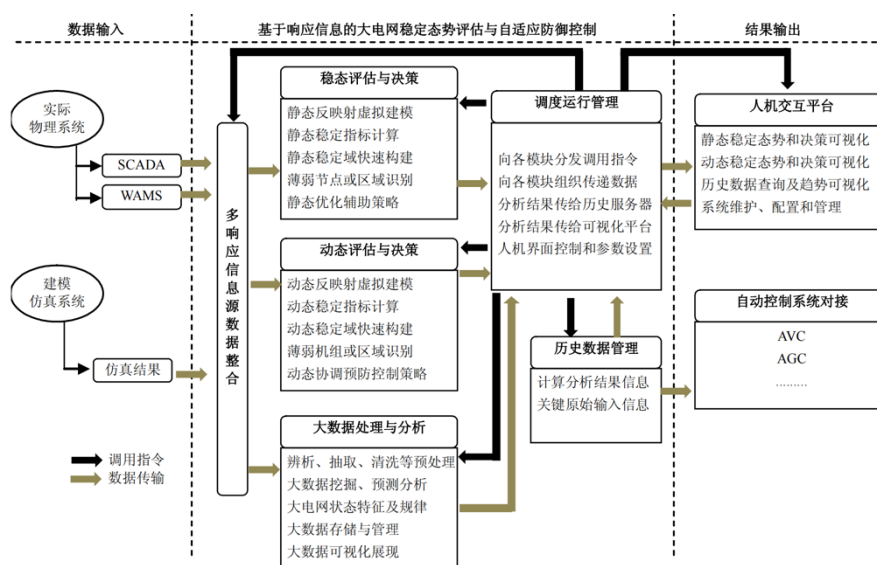 数据输入
基于响应信息的大电网稳定态势评估与自适应防御控制
结果输出
实际
物理系统
SCADA
WAMS
建模
仿真系统
仿真结果
调用指令
数据传输
多响应信息源数据整合
稳态评估与决策
静态反映射虚拟建模
静态稳定指标计算
静态稳定域快速构建
薄弱节点或区域识别
静态优化辅助策略
动态评估与决策
动态反映射虚拟建模
动态稳定指标计算
动态稳定域快速构建
薄弱机组或区域识别
动态协调预防控制策略
大数据处理与分析
辨析、抽取、清洗等预处理
大数据挖掘、预测分析
大电网状态特征及规律
大数据存储与管理
大数据可视化展现
调度运行管理
向各模块分发调用指令
向各模块组织传递数据
分析结果传给历史服务器
分析结果传给可视化平台
人机界面控制和参数设置
历史数据管理
计算分析结果信息
关键原始输入信息
人机交互平台
静态稳定态势和决策可视化
动态稳定态势和决策可视化
历史数据查询及趋势可视化
系统维护、配置和管理
自动控制系统对接
AVC
AGC
.........